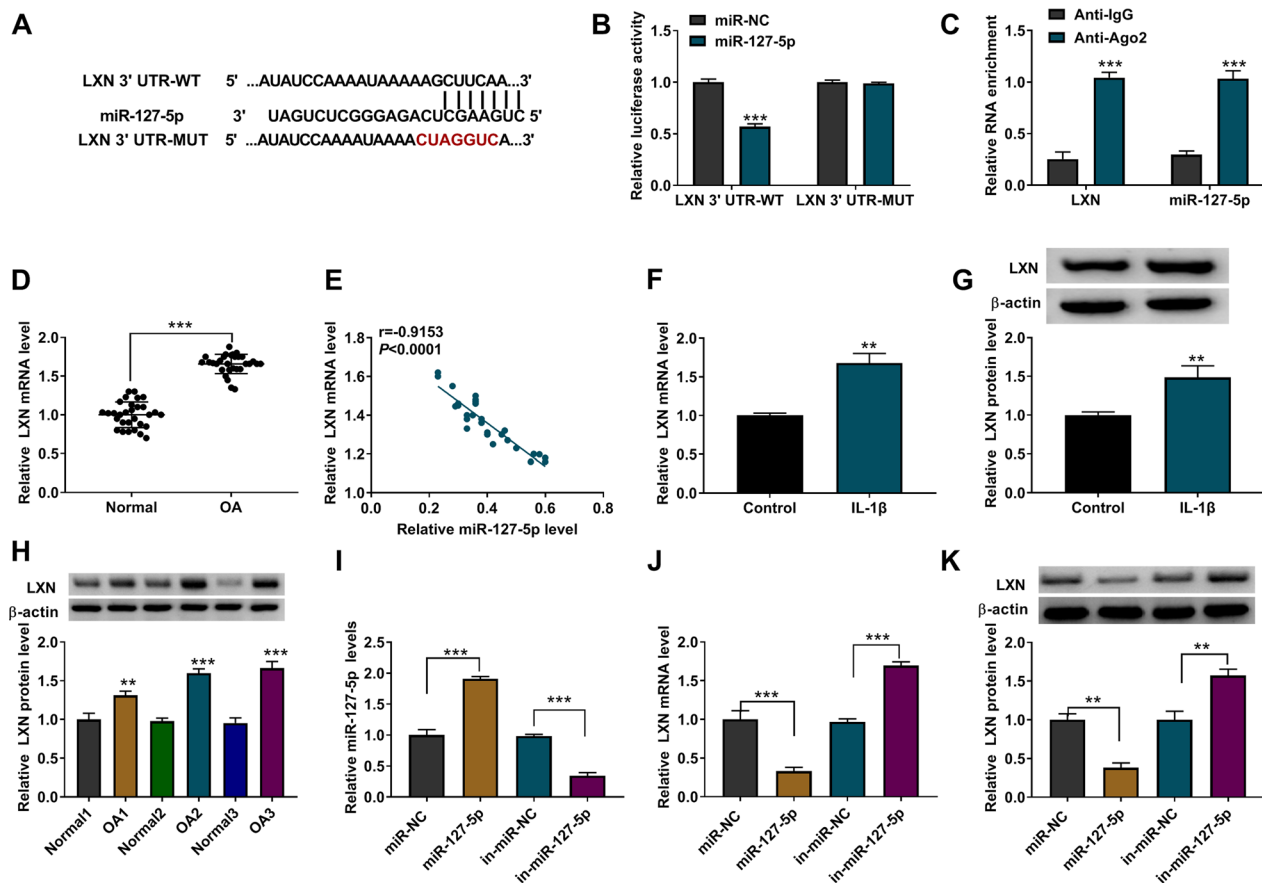 A
LXN 3' UTR-WT 5' ...AUAUCCAAAAUAAAAAGCUUCAA...3'
miR-127-5p 3' UAGUCUCGGGAGACUCGAAGUC 5'
LXN 3' UTR-MUT 5' ...AUAUCCAAAAUAAAACUAGGUCA...3'
B
miR-NC
miR-127-5p
Relative luciferase activity
1.5
1.0
0.5
0.0
***
LXN 3' UTR-WT LXN 3' UTR-MUT
C
Anti-IgG
Anti-Ago2
Relative RNA enrichment
1.5
1.0
0.5
0.0
*** ***
LXN miR-127-5p
D
Relative LXN mRNA level
2.0
1.5
1.0
0.5
0.0
***
Normal OA
E
r=-0.9153
P<0.0001
Relative LXN mRNA level
1.8
1.6
1.4
1.2
1.0
0.0 0.2 0.4 0.6 0.8
Relative miR-127-5p level
F
Relative LXN mRNA level
2.0
1.5
1.0
0.5
0.0
**
Control IL-1β
G
LXN
β-actin
Relative LXN protein level
2.0
1.5
1.0
0.5
0.0
**
Control IL-1β
H
LXN
β-actin
Relative LXN protein level
2.0
1.5
1.0
0.5
0.0
** *** ***
Normal1 OA1 Normal2 OA2 Normal3 OA3
I
Relative miR-127-5p levels
2.5
2.0
1.5
1.0
0.5
0.0
*** ***
miR-NC miR-127-5p in-miR-NC in-miR-127-5p
J
Relative LXN mRNA level
2.0
1.5
1.0
0.5
0.0
*** ***
miR-NC miR-127-5p in-miR-NC in-miR-127-5p
K
LXN
β-actin
Relative LXN protein level
2.0
1.5
1.0
0.5
0.0
** **
miR-NC miR-127-5p in-miR-NC in-miR-127-5p